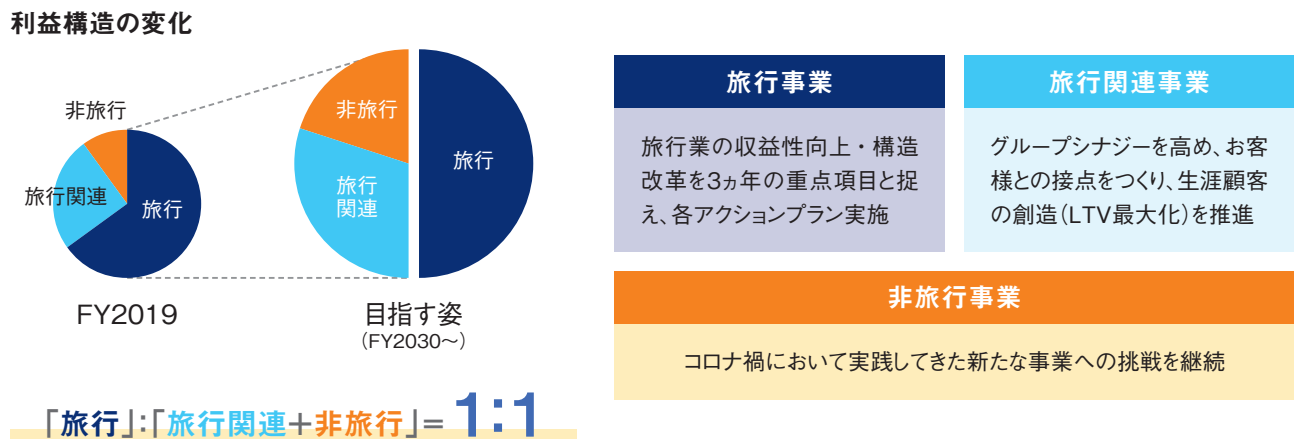 利益構造の変化
非旅行
旅行関連
旅行
FY2019
非旅行
旅行
関連
旅行
目指す姿
(FY2030〜)
「旅行」:「旅行関連+非旅行」= 1:1
旅行事業
旅行業の収益性向上・構造
改革を3ヵ年の重点項目と捉
え、各アクションプラン実施
旅行関連事業
グループシナジーを高め、お客
様との接点をつくり、生涯顧客
の創造(LTV最大化)を推進
非旅行事業
コロナ禍において実践してきた新たな事業への挑戦を継続